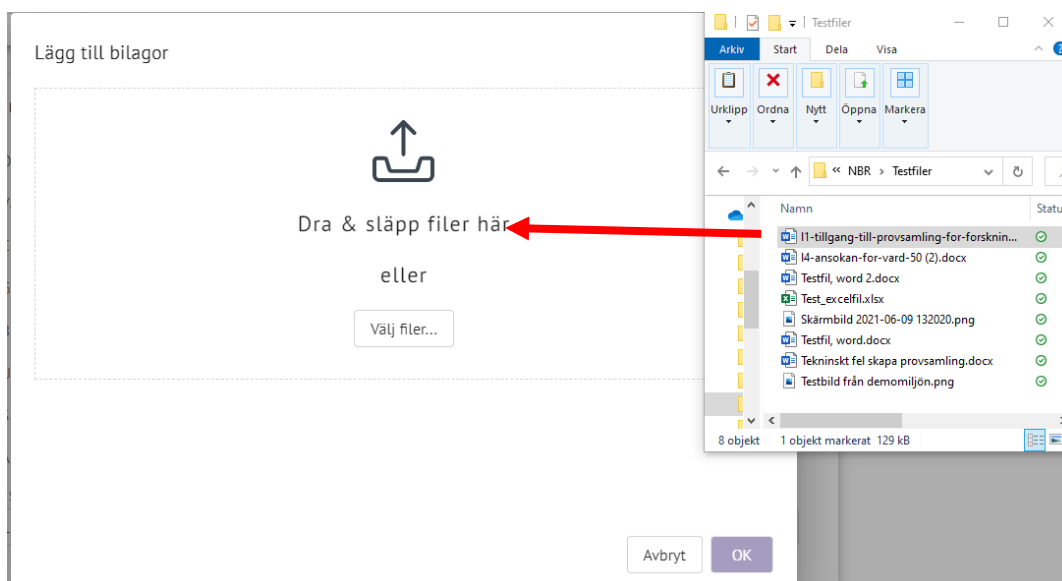 Lägg till bilagor
Dra & släpp filer här
eller
Välj filer...
Avbryt
OK
Testfiler
Arkiv
Start
Dela
Visa
Urklipp
Ordna
Nytt
Öppna
Markera
« NBR › Testfiler
Namn
Statu
I1-tillgang-till-provsamling-for-forsknin...
I4-ansokan-for-vard-50 (2).docx
Testfil, word 2.docx
Test_excelfil.xlsx
Skärmbild 2021-06-09 132020.png
Testfil, word.docx
Tekninskt fel skapa provsamling.docx
Testbild från demomiljön.png
8 objekt
1 objekt markerat 129 kB